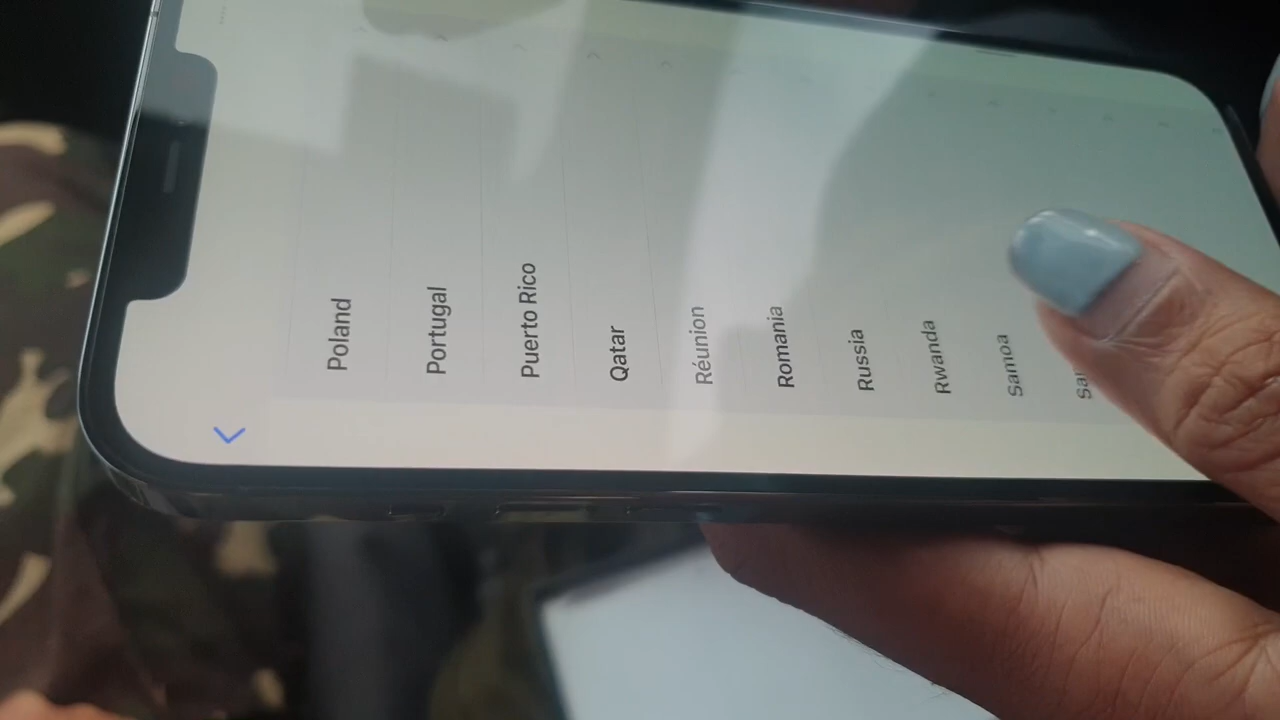 Poland
Portugal
Puerto Rico
Qatar
Réunion
Romania
Russia
Rwanda
Samoa